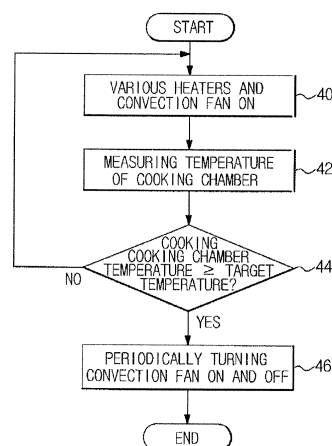 START
VARIOUS HEATERS AND
CONVECTION FAN ON
40
MEASURING TEMPERATURE
OF COOKING CHAMBER
42
COOKING
COOKING CHAMBER
TEMPERATURE ≥ TARGET
TEMPERATURE?
44
NO
YES
PERIODICALLY TURNING
CONVECTION FAN ON AND OFF
46
END